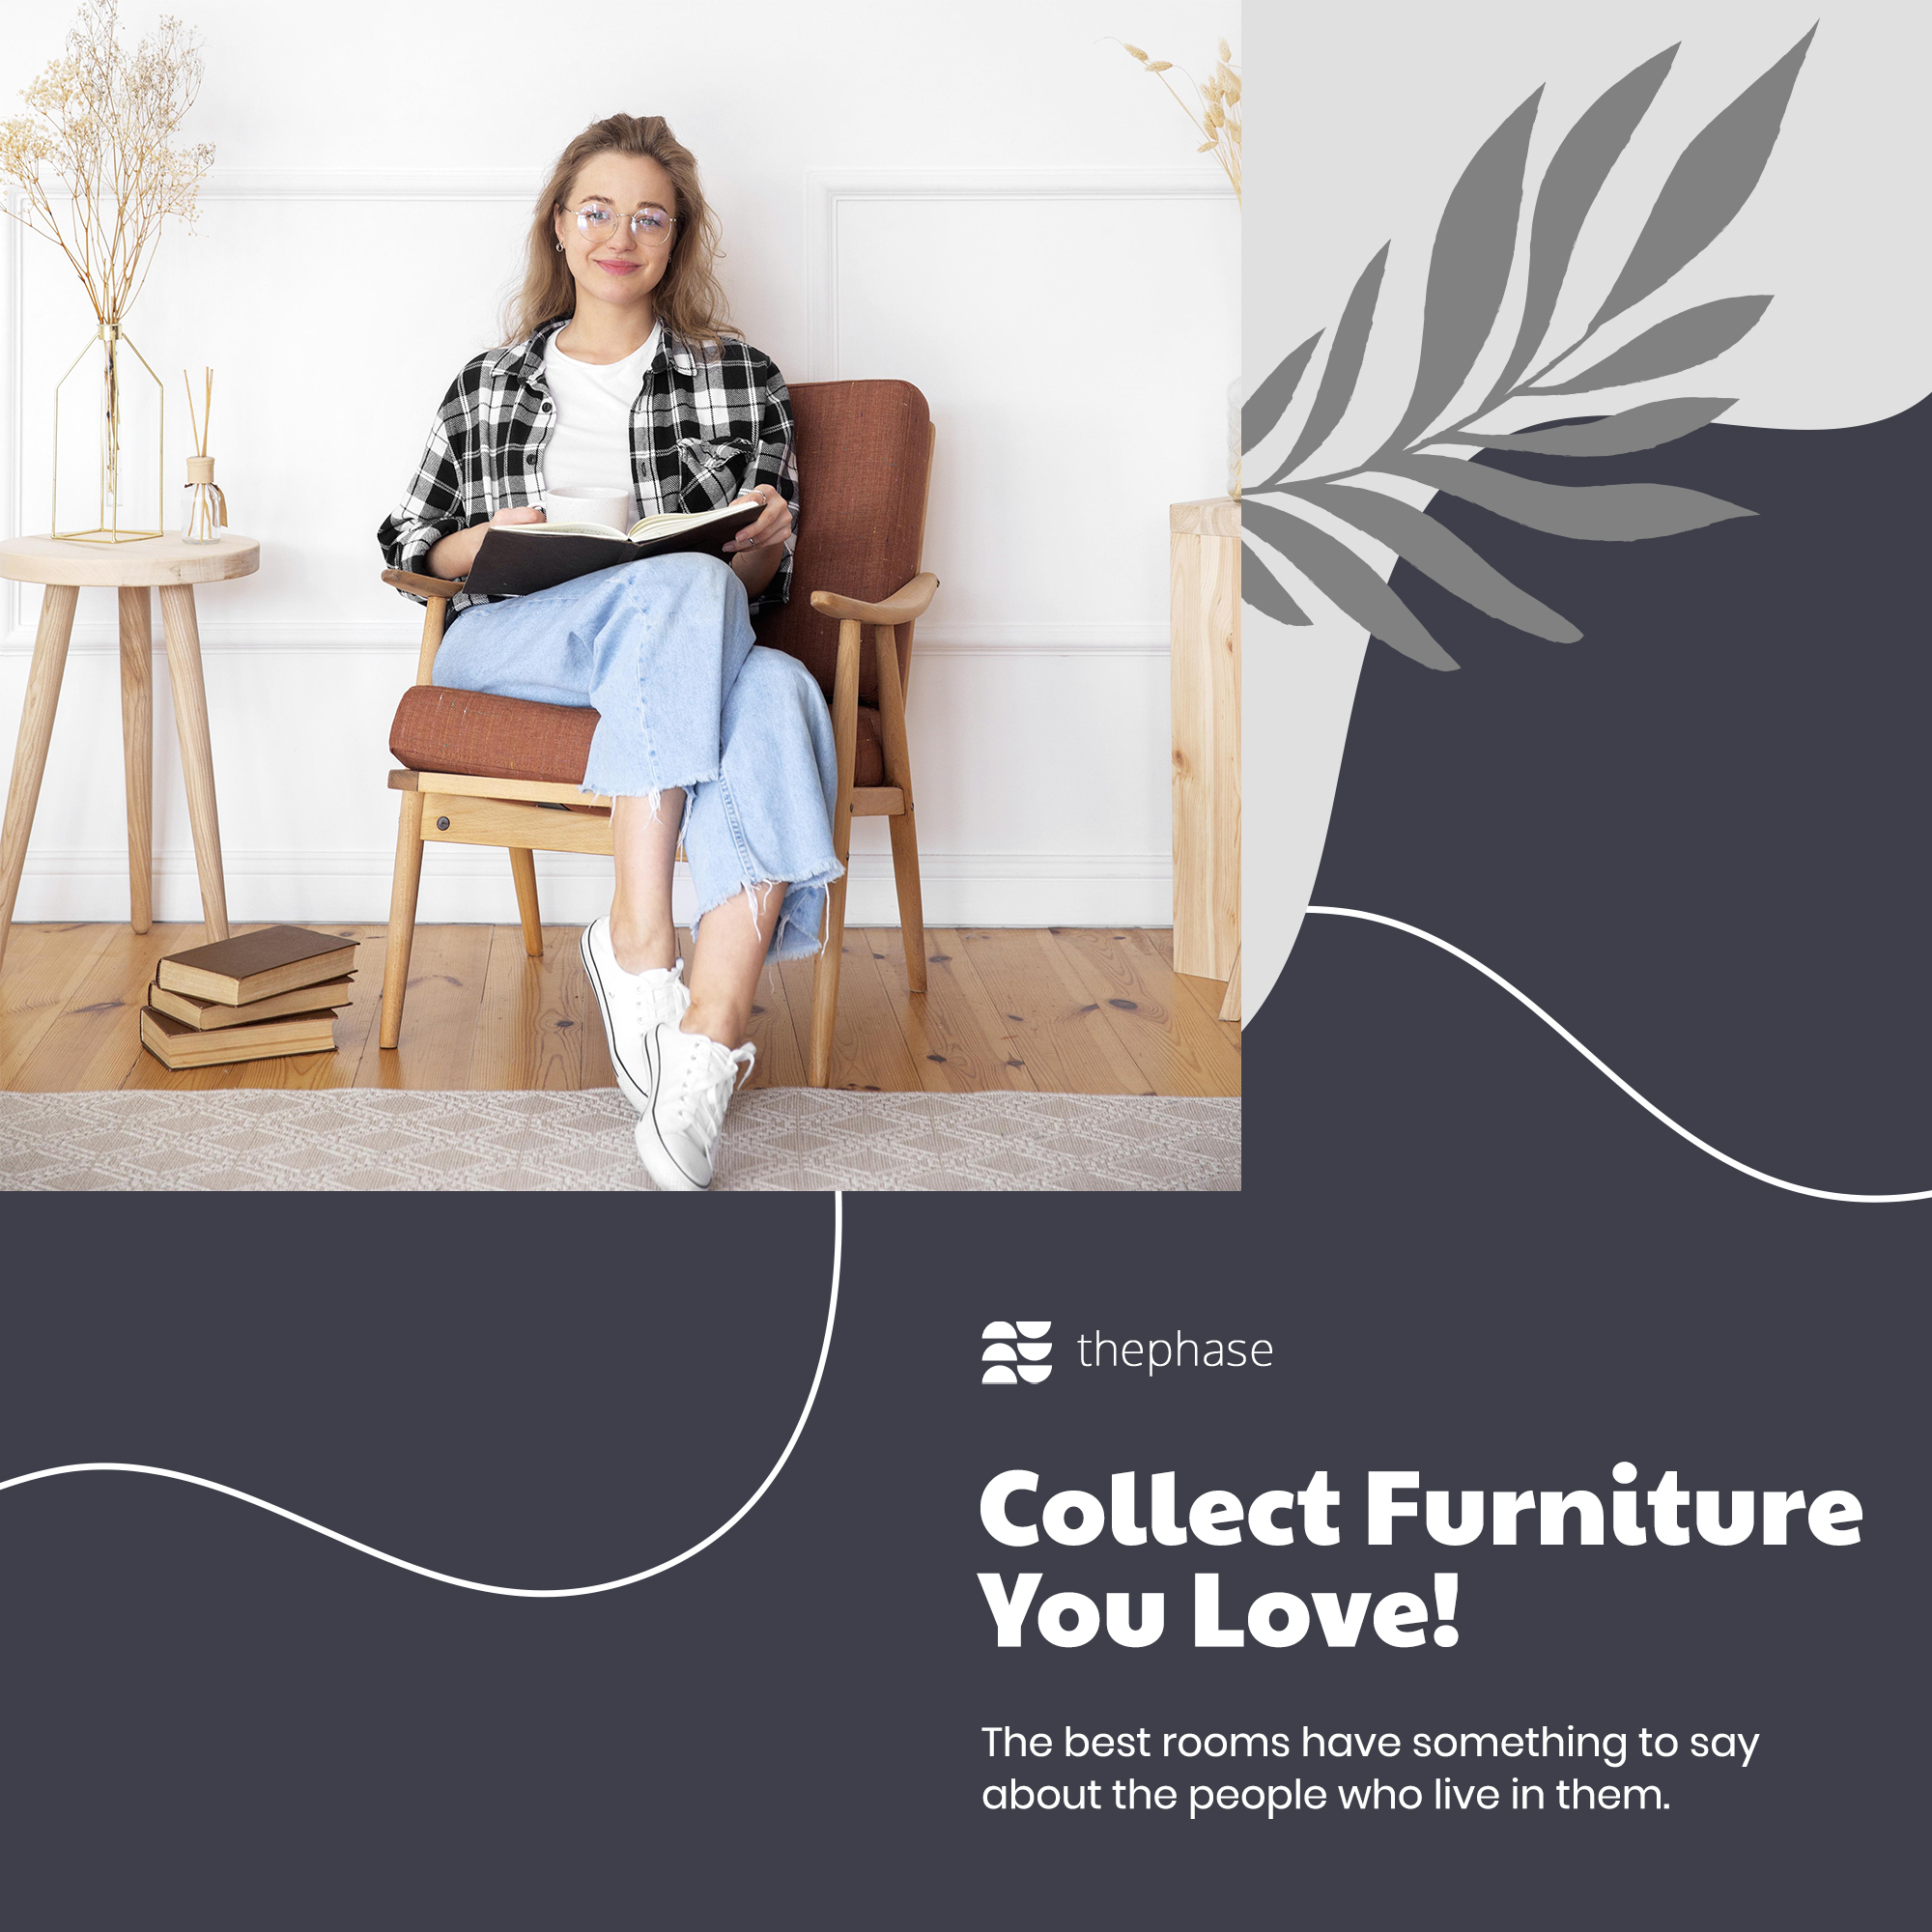 thephase
Collect Furniture
You Love!
The best rooms have something to say
about the people who live in them.